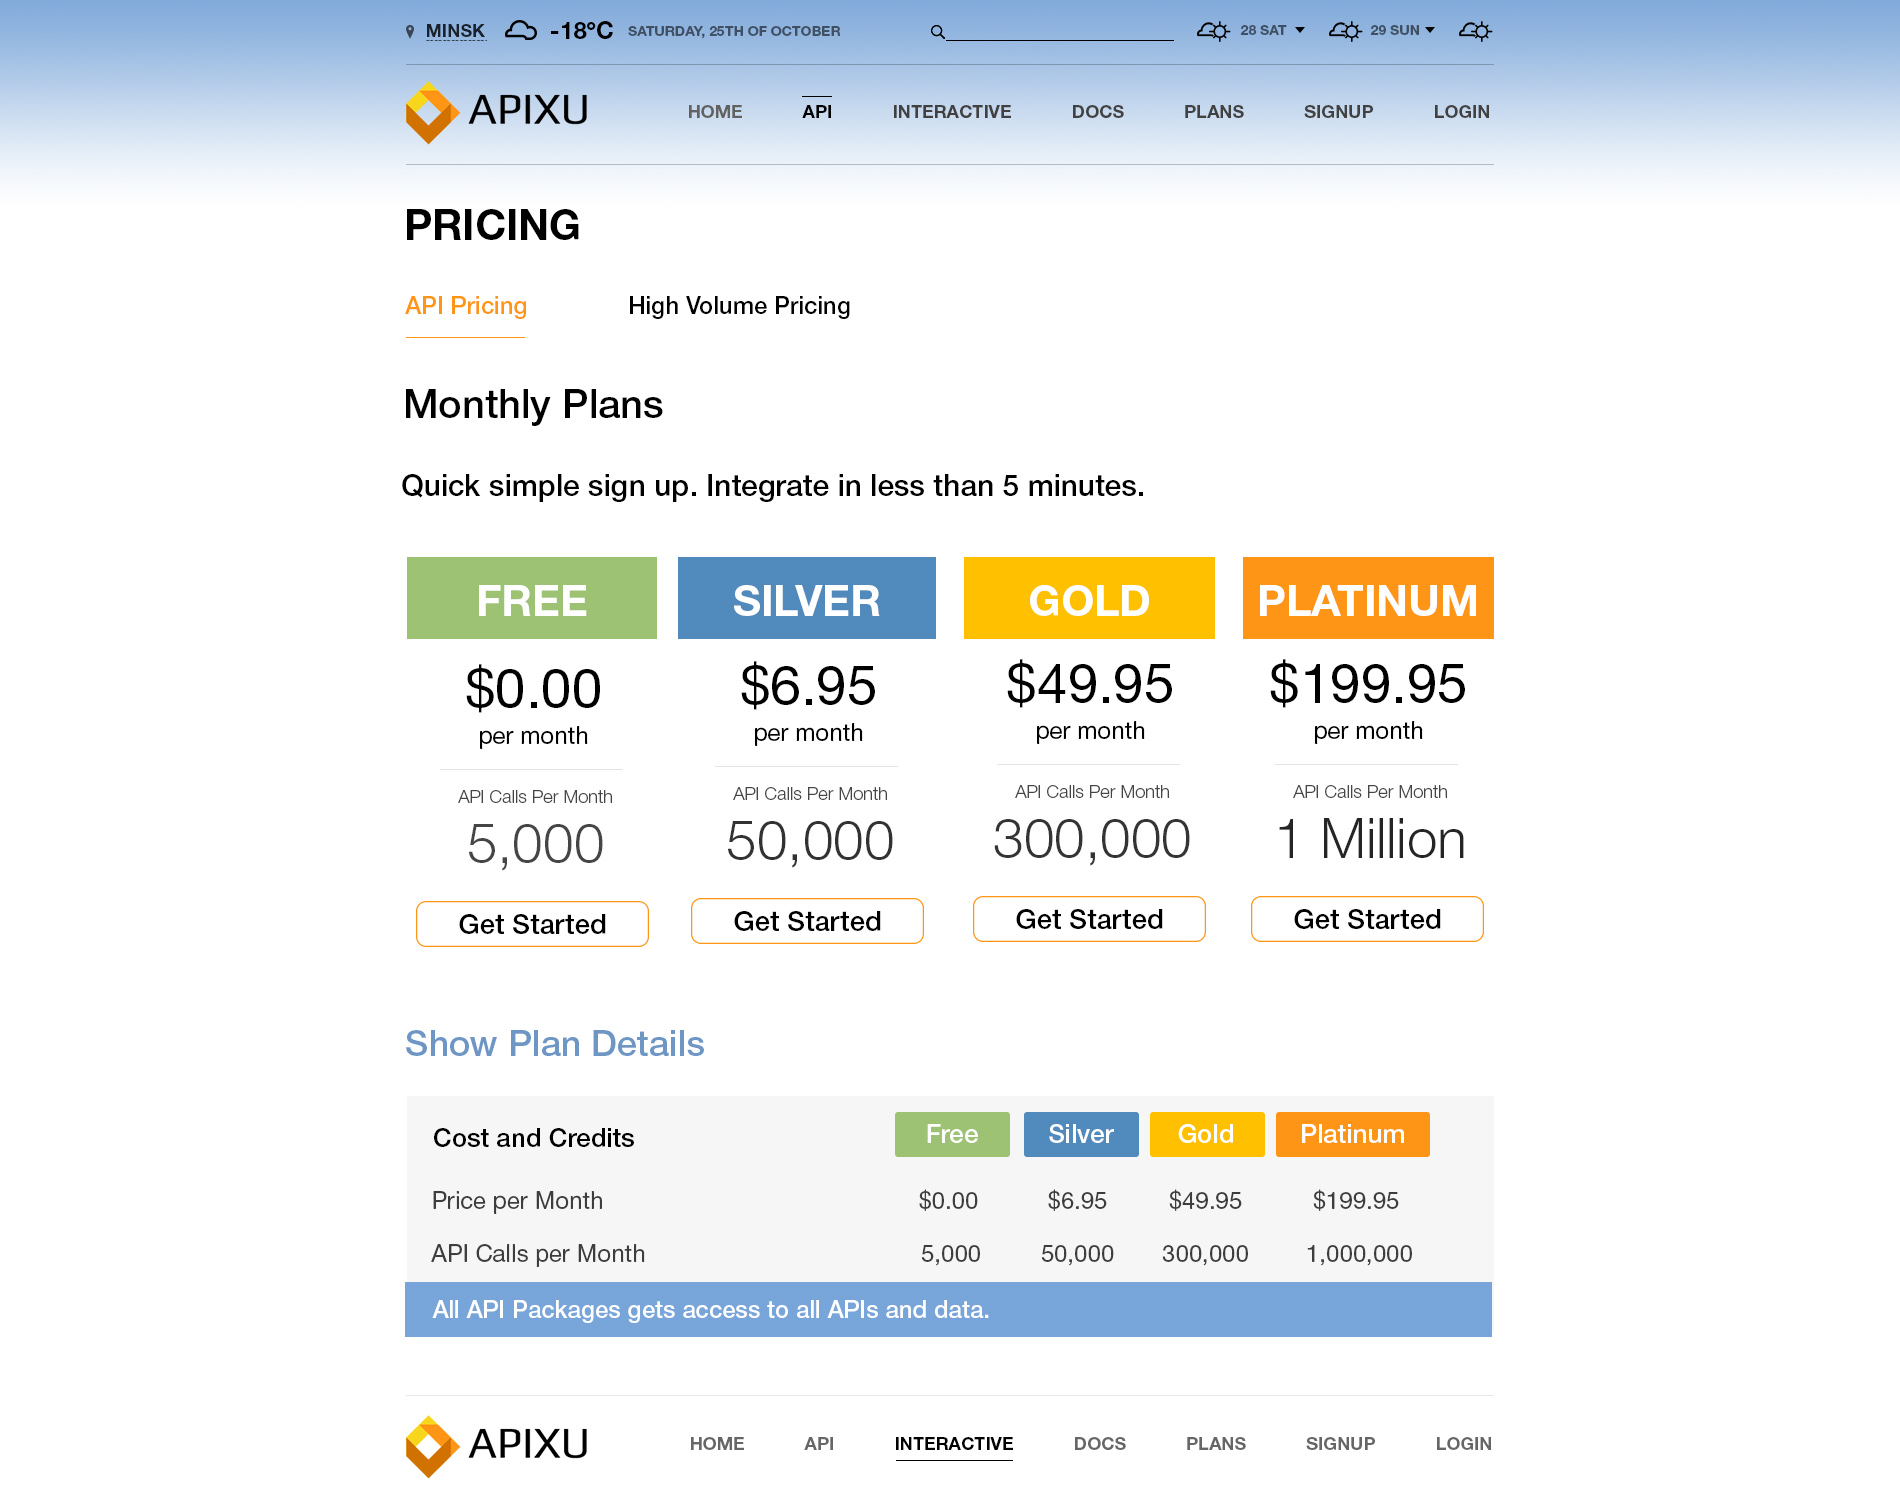 MINSK -18°C SATURDAY, 25TH OF OCTOBER 28 SAT 29 SUN
APIXU HOME API INTERACTIVE DOCS PLANS SIGNUP LOGIN
PRICING
API Pricing High Volume Pricing
Monthly Plans
Quick simple sign up. Integrate in less than 5 minutes.
FREE SILVER GOLD PLATINUM
$0.00 $6.95 $49.95 $199.95
per month per month per month per month
API Calls Per Month API Calls Per Month API Calls Per Month API Calls Per Month
5,000 50,000 300,000 1 Million
Get Started Get Started Get Started Get Started
Show Plan Details
Cost and Credits Free Silver Gold Platinum
Price per Month $0.00 $6.95 $49.95 $199.95
API Calls per Month 5,000 50,000 300,000 1,000,000
All API Packages gets access to all APIs and data.
APIXU HOME API INTERACTIVE DOCS PLANS SIGNUP LOGIN